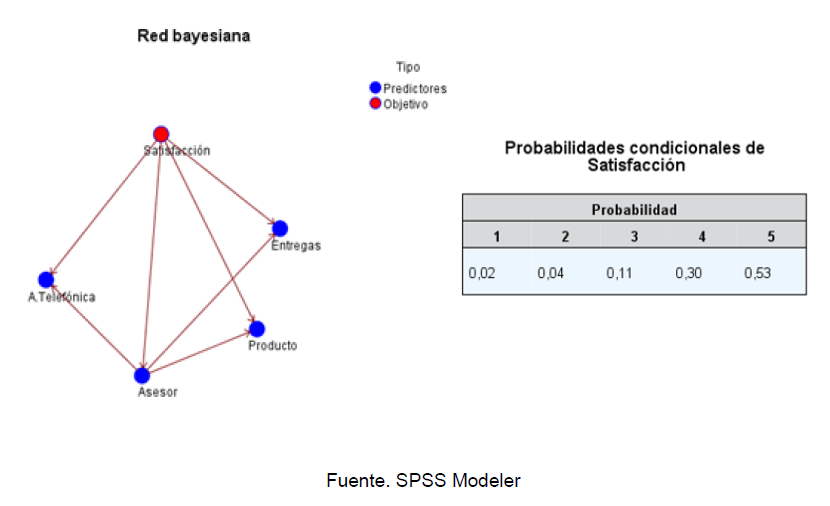 Red bayesiana
Tipo
Predictores
Objetivo
Satisfacción
Entregas
A.Telefónica
Producto
Asesor
Probabilidades condicionales de
Satisfacción
Probabilidad
1 2 3 4 5
0,02 0,04 0,11 0,30 0,53
Fuente. SPSS Modeler